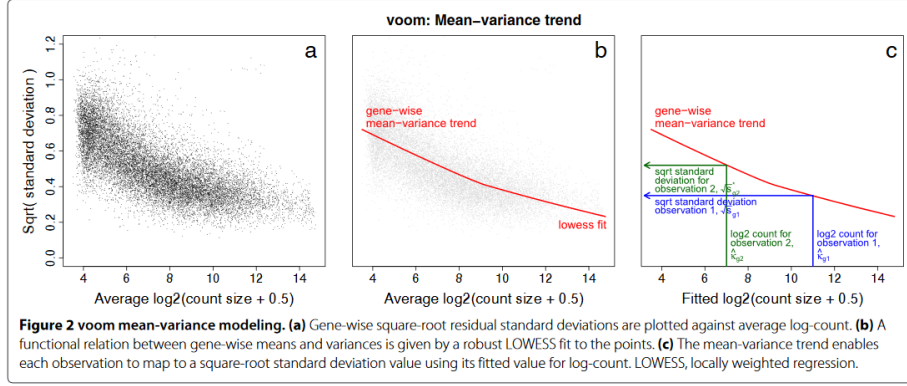 voom: Mean−variance trend
a
b
c
Sqrt( standard deviation )
1.2
1.0
0.8
0.6
0.4
0.2
0.0
4 6 8 10 12 14
Average log2(count size + 0.5)
gene−wise
mean−variance trend
lowess fit
4 6 8 10 12 14
Average log2(count size + 0.5)
gene−wise
mean−variance trend
sqrt standard
deviation for
observation 2, √s_g2
sqrt standard deviation
observation 1, √s_g1
log2 count for
observation 2,
κ̂_g2
log2 count for
observation 1,
κ̂_g1
4 6 8 10 12 14
Fitted log2(count size + 0.5)
Figure 2 voom mean-variance modeling. (a) Gene-wise square-root residual standard deviations are plotted against average log-count. (b) A
functional relation between gene-wise means and variances is given by a robust LOWESS fit to the points. (c) The mean-variance trend enables
each observation to map to a square-root standard deviation value using its fitted value for log-count. LOWESS, locally weighted regression.